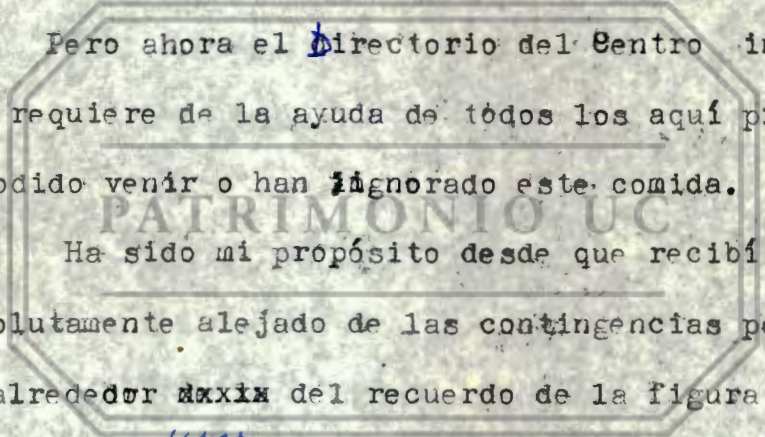 Pero ahora el Directorio del Centro in
requiere de la ayuda de todos los aquí p
odido venir o han ignorado este comida.
PATRIMONIO UC
Ha sido mi propósito desde que recibí
olutamente alejado de las contingencias p
alrededor del recuerdo de la figura